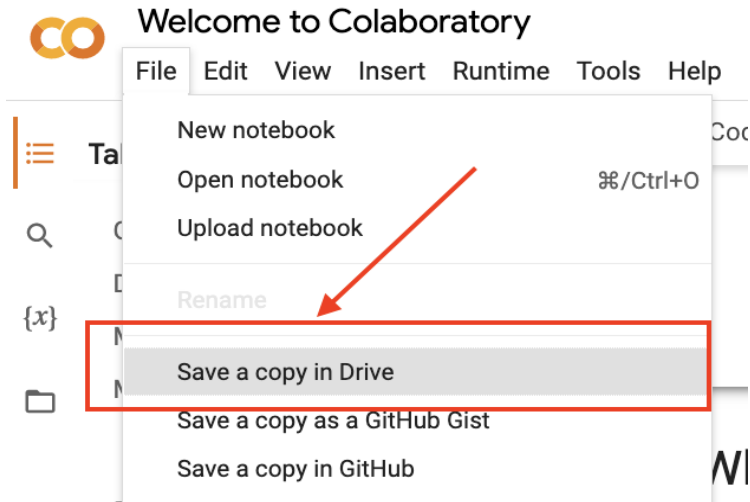 Welcome to Colaboratory
File Edit View Insert Runtime Tools Help
New notebook
Open notebook ⌘/Ctrl+O
Upload notebook
Rename
Save a copy in Drive
Save a copy as a GitHub Gist
Save a copy in GitHub
{x}